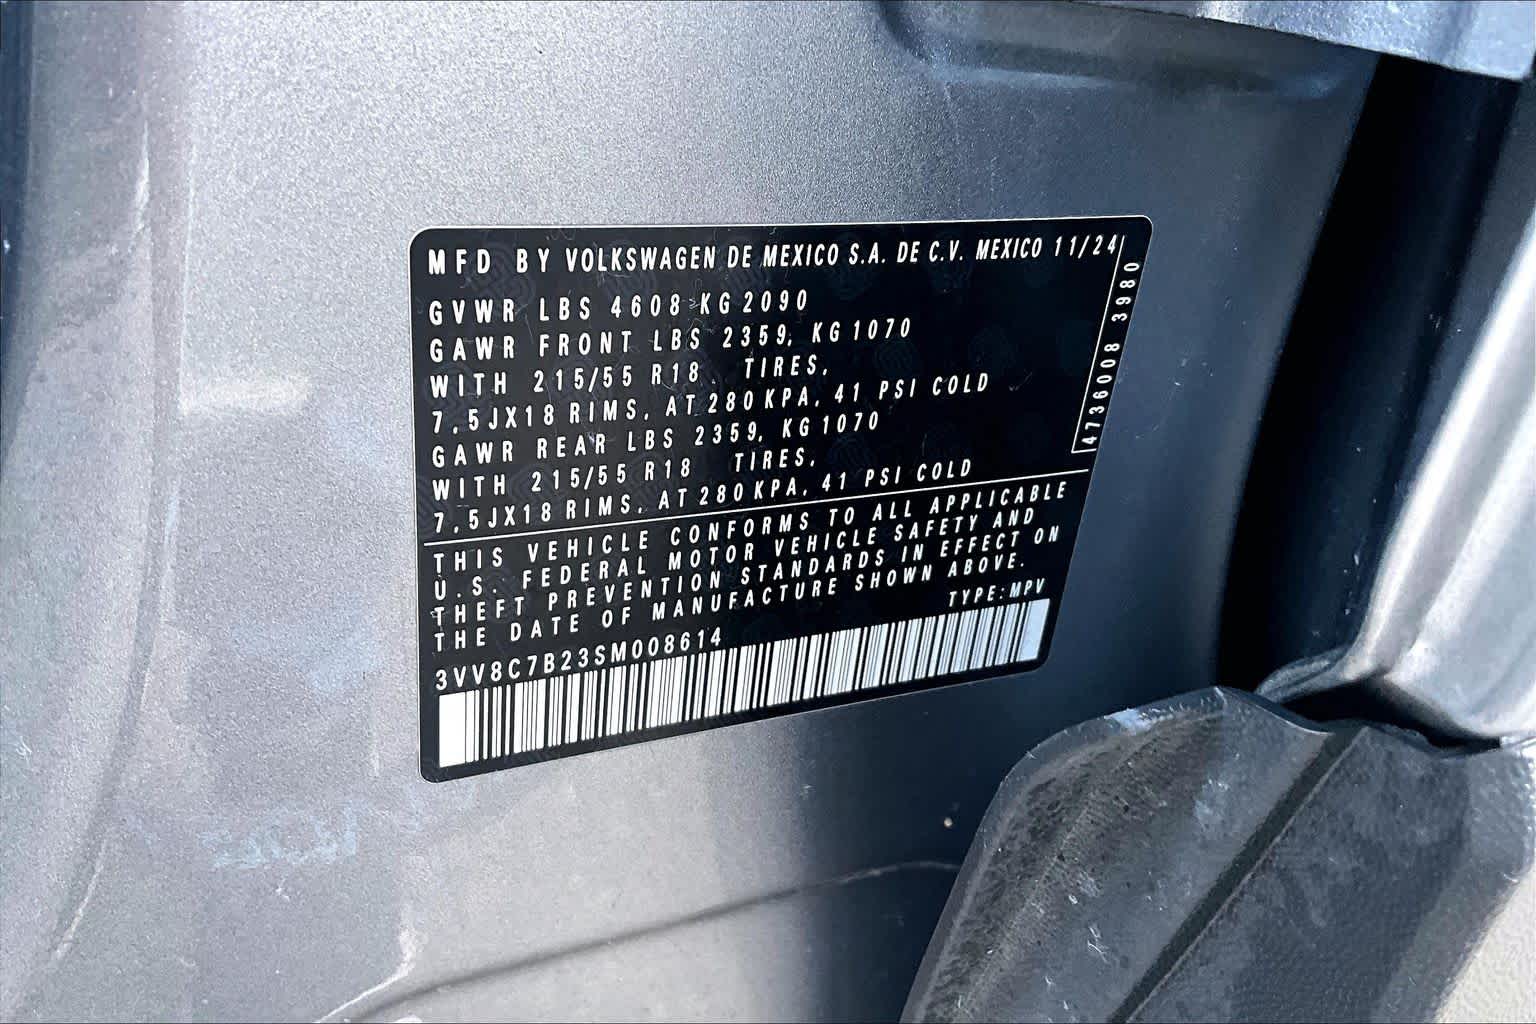 MFD BY VOLKSWAGEN DE MEXICO S.A. DE C.V. MEXICO 11/24
GVWR LBS 4608 KG 2090
GAWR FRONT LBS 2359, KG 1070
WITH 215/55 R18 TIRES,
7,5JX18 RIMS, AT 280 KPA, 41 PSI COLD
GAWR REAR LBS 2359, KG 1070
WITH 215/55 R18 TIRES,
7,5JX18 RIMS, AT 280 KPA, 41 PSI COLD
4736008 3980
THIS VEHICLE CONFORMS TO ALL APPLICABLE
U.S. FEDERAL MOTOR VEHICLE SAFETY AND
THEFT PREVENTION STANDARDS IN EFFECT ON
THE DATE OF MANUFACTURE SHOWN ABOVE.
TYPE:MPV
3VV8C7B23SM008614